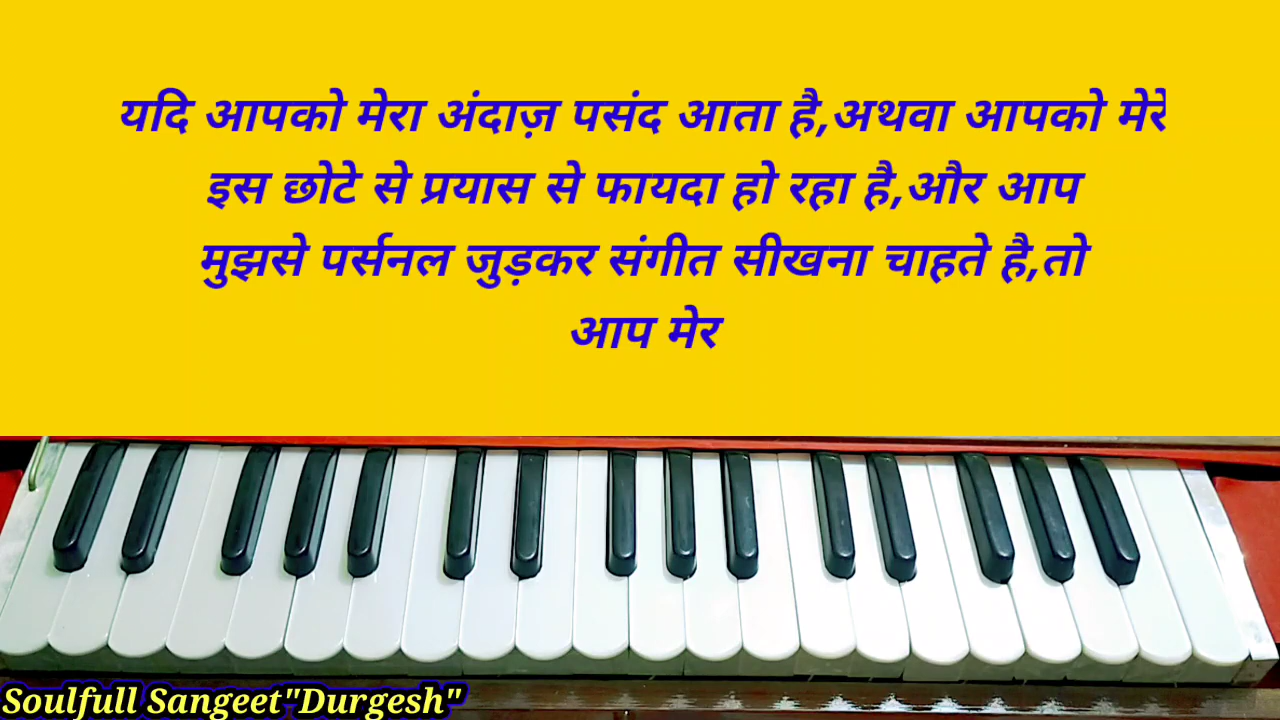 यदि आपको मेरा अंदाज़ पसंद आता है,अथवा आपको मेरे
इस छोटे से प्रयास से फायदा हो रहा है,और आप
मुझसे पर्सनल जुड़कर संगीत सीखना चाहते है,तो
आप मेर
Soulfull Sangeet"Durgesh"